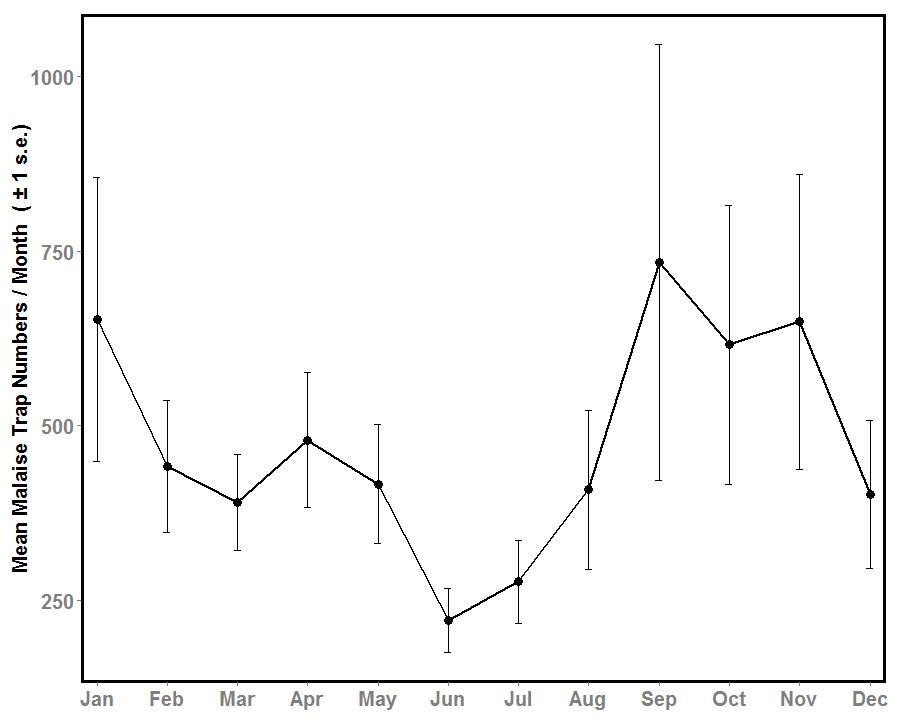 Mean Malaise Trap Numbers / Month ( ± 1 s.e.)
1000
750
500
250
Jan Feb Mar Apr May Jun Jul Aug Sep Oct Nov Dec